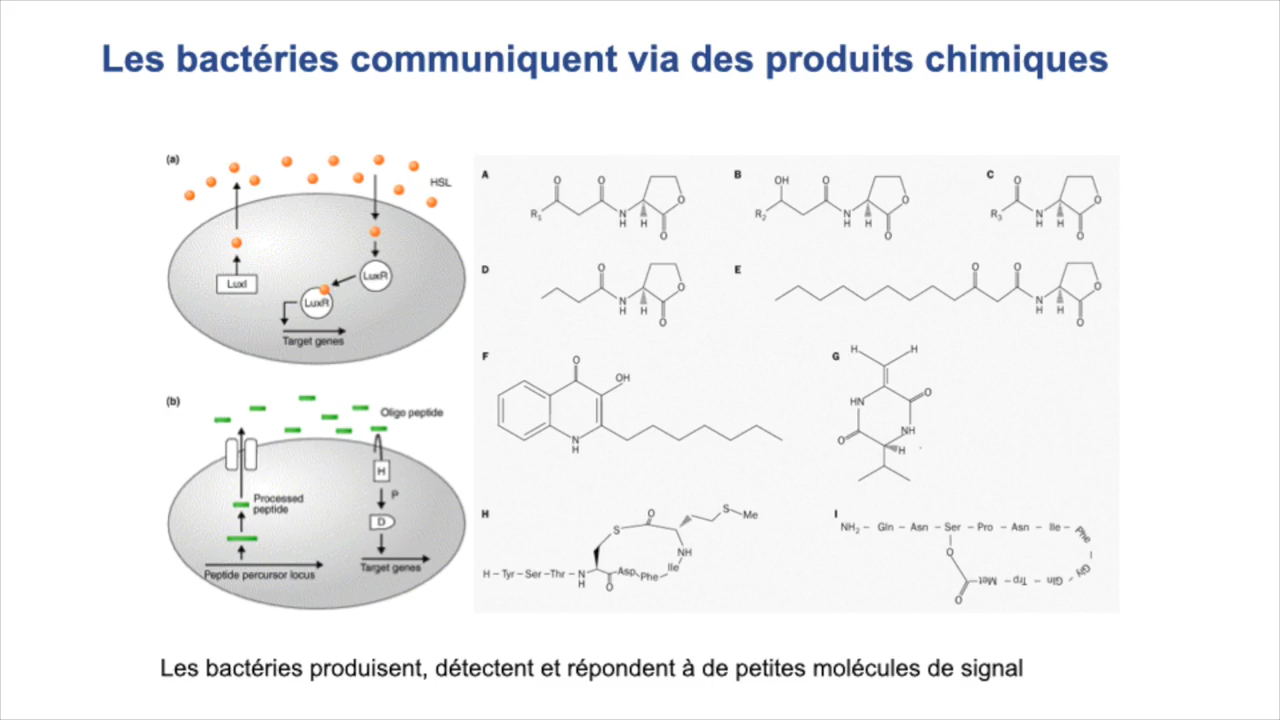 Les bactéries communiquent via des produits chimiques
(a)
HSL
LuxI
LuxR
LuxR
Target genes
(b)
Oligo peptide
H
P
D
Processed
peptide
Peptide percursor locus
Target genes
A
O O
R1 N H H O O
B
OH O
R2 N H H O O
C
O
R3 N H H O O
D
O
N H H O O
E
O O
N H H O O
F
O
OH
N
H
G
H H
HN O
O NH
H
H
O S Me
S
NH
H – Tyr – Ser – Thr – N H O Asp Phe Ile
I
NH2 – Gln – Asn – Ser – Pro – Asn – Ile – Phe
O
Met – Trp – Gln – Gly
O
Les bactéries produisent, détectent et répondent à de petites molécules de signal